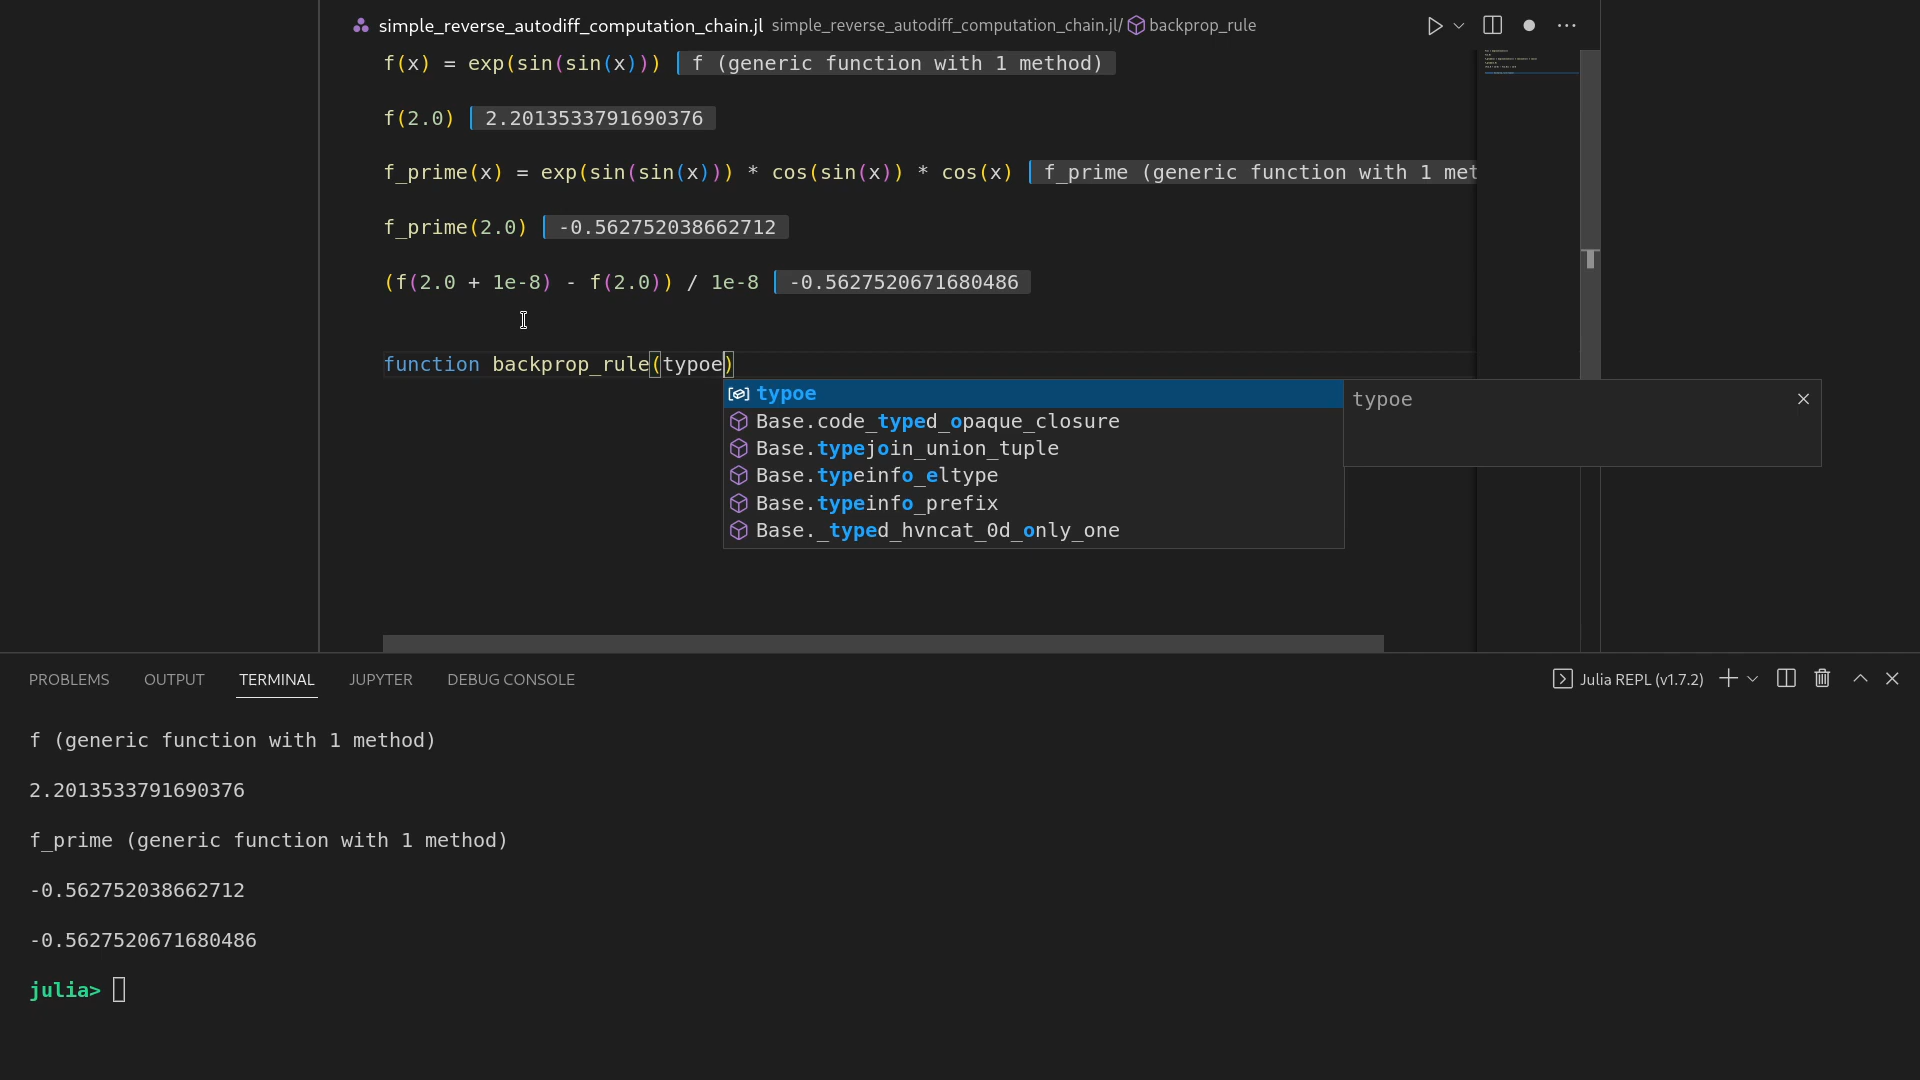 simple_reverse_autodiff_computation_chain.jl simple_reverse_autodiff_computation_chain.jl/ backprop_rule
f(x) = exp(sin(sin(x))) f (generic function with 1 method)
f(2.0) 2.2013533791690376
f_prime(x) = exp(sin(sin(x))) * cos(sin(x)) * cos(x) f_prime (generic function with 1 met
f_prime(2.0) -0.562752038662712
(f(2.0 + 1e-8) - f(2.0)) / 1e-8 -0.5627520671680486
function backprop_rule(typoe)
typoe
typoe
Base.code_typed_opaque_closure
Base.typejoin_union_tuple
Base.typeinfo_eltype
Base.typeinfo_prefix
Base._typed_hvncat_0d_only_one
PROBLEMS OUTPUT TERMINAL JUPYTER DEBUG CONSOLE Julia REPL (v1.7.2)
f (generic function with 1 method)
2.2013533791690376
f_prime (generic function with 1 method)
-0.562752038662712
-0.5627520671680486
julia>